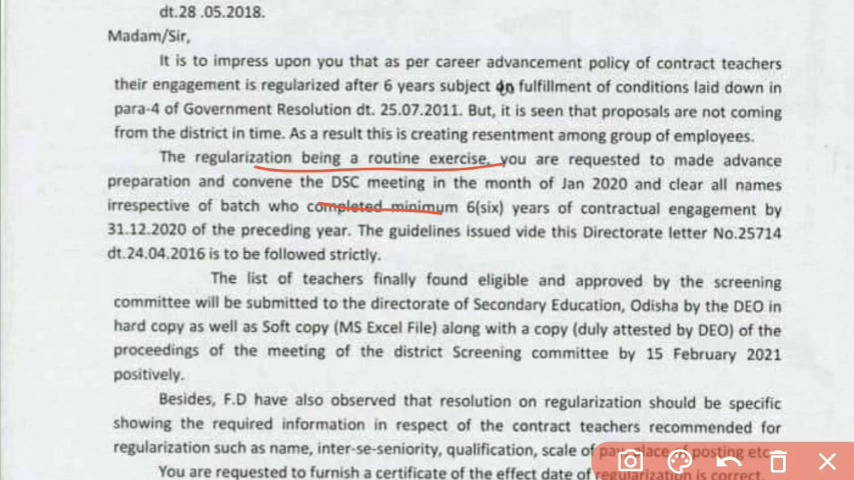 dt.28 .05.2018.
Madam/Sir,
It is to impress upon you that as per career advancement policy of contract teachers
their engagement is regularized after 6 years subject on fulfillment of conditions laid down in
para-4 of Government Resolution dt. 25.07.2011. But, it is seen that proposals are not coming
from the district in time. As a result this is creating resentment among group of employees.
The regularization being a routine exercise, you are requested to made advance
preparation and convene the DSC meeting in the month of Jan 2020 and clear all names
irrespective of batch who completed minimum 6(six) years of contractual engagement by
31.12.2020 of the preceding year. The guidelines issued vide this Directorate letter No.25714
dt.24.04.2016 is to be followed strictly.
The list of teachers finally found eligible and approved by the screening
committee will be submitted to the directorate of Secondary Education, Odisha by the DEO in
hard copy as well as Soft copy (MS Excel File) along with a copy (duly attested by DEO) of the
proceedings of the meeting of the district Screening committee by 15 February 2021
positively.
Besides, F.D have also observed that resolution on regularization should be specific
showing the required information in respect of the contract teachers recommended for
regularization such as name, inter-se-seniority, qualification, scale of pay, place of posting etc
You are requested to furnish a certificate of the effect date of regularization is correct.